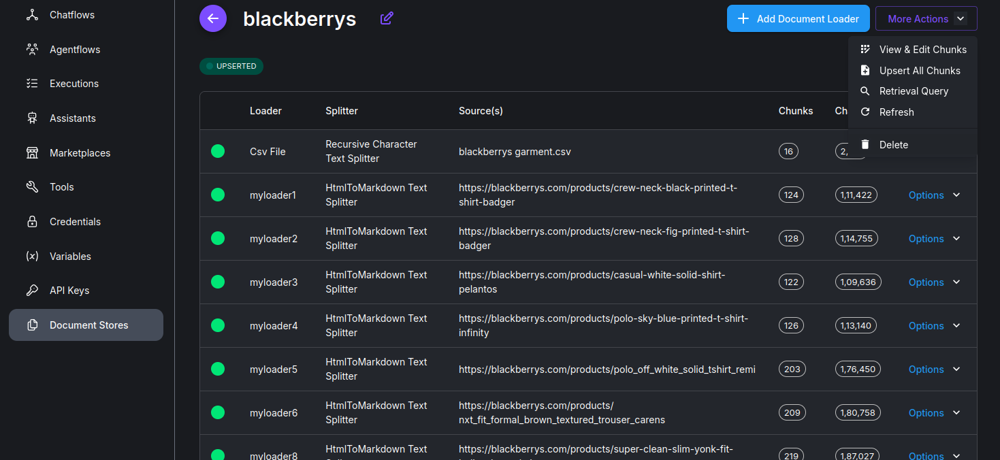 Chatflows
Agentflows
Executions
Assistants
Marketplaces
Tools
Credentials
Variables
API Keys
Document Stores
blackberrys
Add Document Loader
More Actions
View & Edit Chunks
Upsert All Chunks
Retrieval Query
Refresh
Delete
UPSERTED
Loader Splitter Source(s) Chunks
Csv File
Recursive Character
Text Splitter
blackberrys garment.csv
16
myloader1
HtmlToMarkdown Text
Splitter
https://blackberrys.com/products/crew-neck-black-printed-t-
shirt-badger
124
1,11,422
Options
myloader2
HtmlToMarkdown Text
Splitter
https://blackberrys.com/products/crew-neck-fig-printed-t-shirt-
badger
128
1,14,755
Options
myloader3
HtmlToMarkdown Text
Splitter
https://blackberrys.com/products/casual-white-solid-shirt-
pelantos
122
1,09,636
Options
myloader4
HtmlToMarkdown Text
Splitter
https://blackberrys.com/products/polo-sky-blue-printed-t-shirt-
infinity
126
1,13,140
Options
myloader5
HtmlToMarkdown Text
Splitter
https://blackberrys.com/products/polo_off_white_solid_tshirt_remi
203
1,76,450
Options
myloader6
HtmlToMarkdown Text
Splitter
https://blackberrys.com/products/
nxt_fit_formal_brown_textured_trouser_carens
209
1,80,758
Options
myloader8
HtmlToMarkdown Text
https://blackberrys.com/products/super-clean-slim-yonk-fit-
219
1,87,027
Options